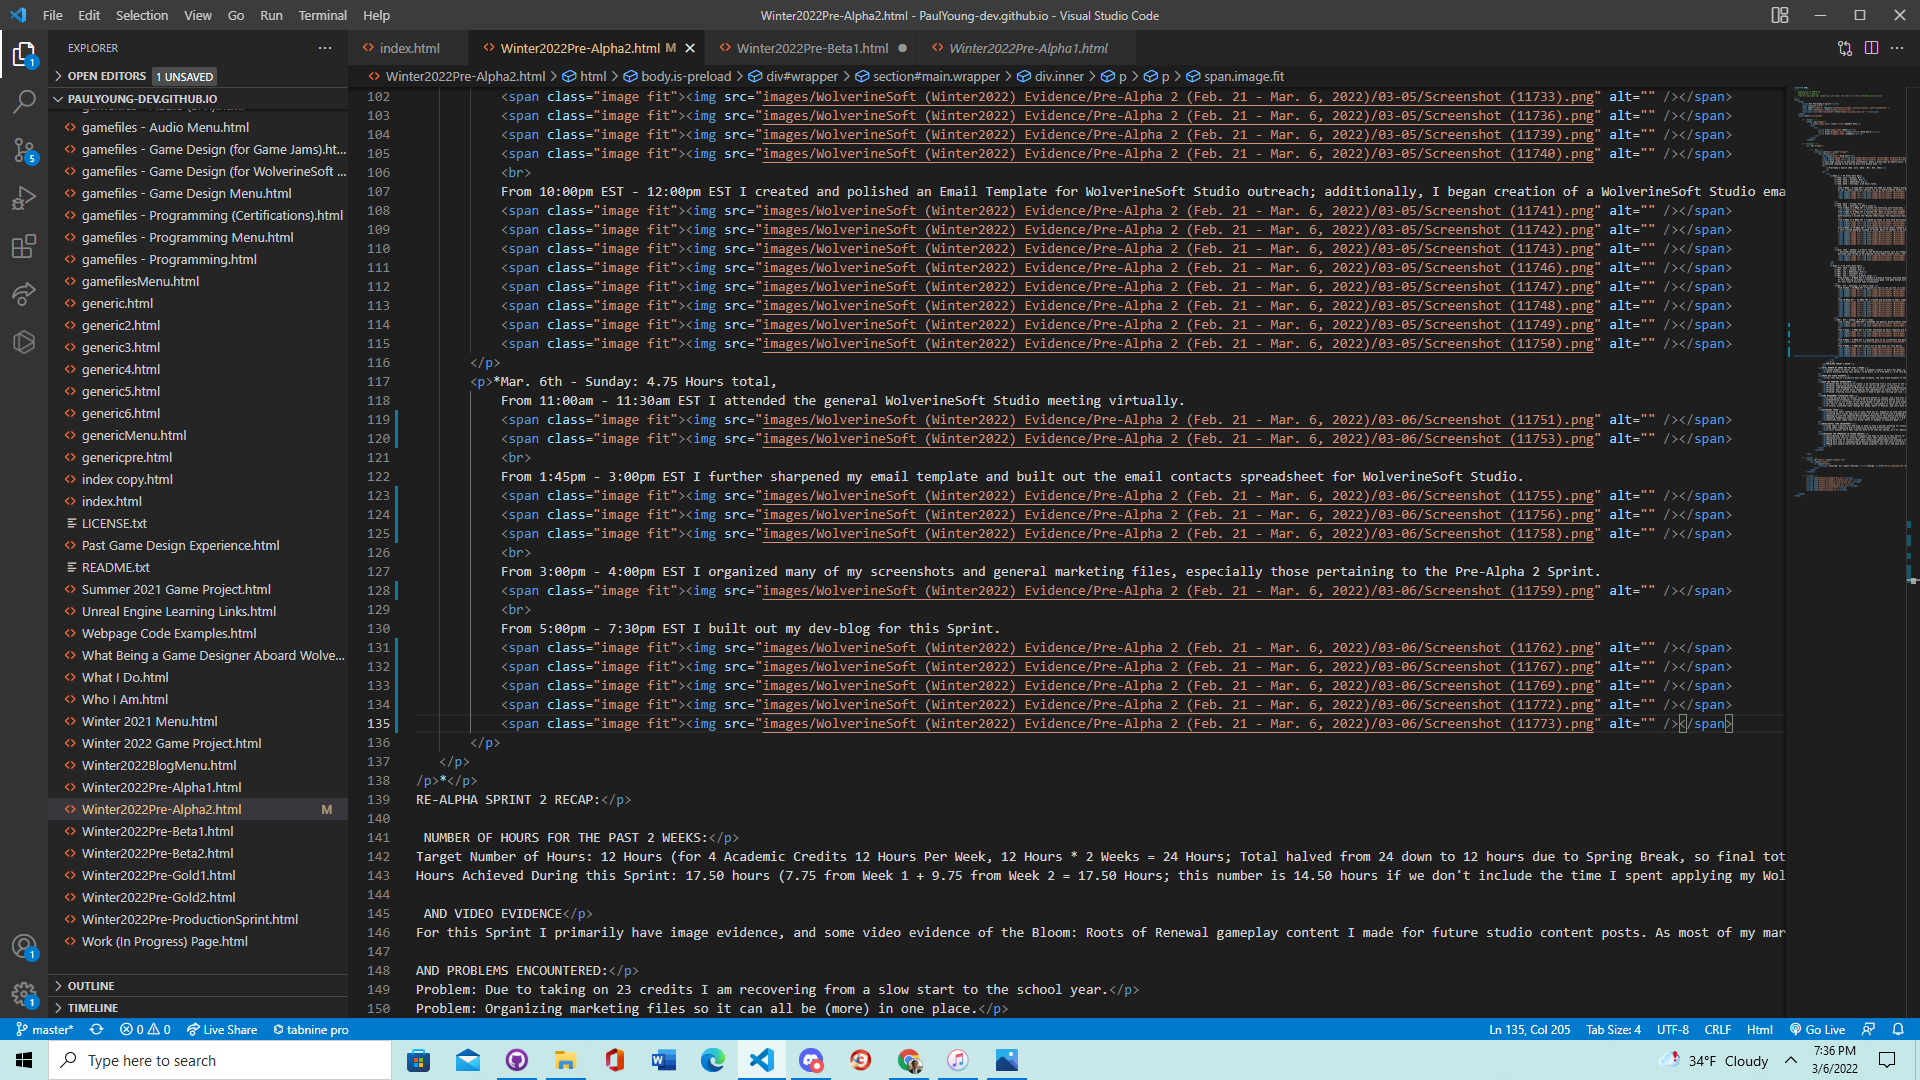 File Edit Selection View Go Run Terminal Help
Winter2022Pre-Alpha2.html - PaulYoung-dev.github.io - Visual Studio Code
EXPLORER
index.html
Winter2022Pre-Alpha2.html M
Winter2022Pre-Beta1.html
Winter2022Pre-Alpha1.html
OPEN EDITORS 1 UNSAVED
PAULYOUNG-DEV.GITHUB.IO
gamefiles - Audio Menu.html
gamefiles - Game Design (for Game Jams).ht...
gamefiles - Game Design (for WolverineSoft ...
gamefiles - Game Design Menu.html
gamefiles - Programming (Certifications).html
gamefiles - Programming Menu.html
gamefiles - Programming.html
gamefilesMenu.html
generic.html
generic2.html
generic3.html
generic4.html
generic5.html
generic6.html
genericMenu.html
genericpre.html
index copy.html
index.html
LICENSE.txt
Past Game Design Experience.html
README.txt
Summer 2021 Game Project.html
Unreal Engine Learning Links.html
Webpage Code Examples.html
What Being a Game Designer Aboard Wolve...
What I Do.html
Who I Am.html
Winter 2021 Menu.html
Winter 2022 Game Project.html
Winter2022BlogMenu.html
Winter2022Pre-Alpha1.html
Winter2022Pre-Alpha2.html M
Winter2022Pre-Beta1.html
Winter2022Pre-Beta2.html
Winter2022Pre-Gold1.html
Winter2022Pre-Gold2.html
Winter2022Pre-ProductionSprint.html
Work (In Progress) Page.html
OUTLINE
TIMELINE
Winter2022Pre-Alpha2.html > html > body.is-preload > div#wrapper > section#main.wrapper > div.inner > p > p > span.image.fit
102 <span class="image fit"><img src="images/WolverineSoft (Winter2022) Evidence/Pre-Alpha 2 (Feb. 21 - Mar. 6, 2022)/03-05/Screenshot (11733).png" alt="" /></span>
103 <span class="image fit"><img src="images/WolverineSoft (Winter2022) Evidence/Pre-Alpha 2 (Feb. 21 - Mar. 6, 2022)/03-05/Screenshot (11736).png" alt="" /></span>
104 <span class="image fit"><img src="images/WolverineSoft (Winter2022) Evidence/Pre-Alpha 2 (Feb. 21 - Mar. 6, 2022)/03-05/Screenshot (11739).png" alt="" /></span>
105 <span class="image fit"><img src="images/WolverineSoft (Winter2022) Evidence/Pre-Alpha 2 (Feb. 21 - Mar. 6, 2022)/03-05/Screenshot (11740).png" alt="" /></span>
106 <br>
107 From 10:00pm EST - 12:00pm EST I created and polished an Email Template for WolverineSoft Studio outreach; additionally, I began creation of a WolverineSoft Studio ema
108 <span class="image fit"><img src="images/WolverineSoft (Winter2022) Evidence/Pre-Alpha 2 (Feb. 21 - Mar. 6, 2022)/03-05/Screenshot (11741).png" alt="" /></span>
109 <span class="image fit"><img src="images/WolverineSoft (Winter2022) Evidence/Pre-Alpha 2 (Feb. 21 - Mar. 6, 2022)/03-05/Screenshot (11742).png" alt="" /></span>
110 <span class="image fit"><img src="images/WolverineSoft (Winter2022) Evidence/Pre-Alpha 2 (Feb. 21 - Mar. 6, 2022)/03-05/Screenshot (11743).png" alt="" /></span>
111 <span class="image fit"><img src="images/WolverineSoft (Winter2022) Evidence/Pre-Alpha 2 (Feb. 21 - Mar. 6, 2022)/03-05/Screenshot (11746).png" alt="" /></span>
112 <span class="image fit"><img src="images/WolverineSoft (Winter2022) Evidence/Pre-Alpha 2 (Feb. 21 - Mar. 6, 2022)/03-05/Screenshot (11747).png" alt="" /></span>
113 <span class="image fit"><img src="images/WolverineSoft (Winter2022) Evidence/Pre-Alpha 2 (Feb. 21 - Mar. 6, 2022)/03-05/Screenshot (11748).png" alt="" /></span>
114 <span class="image fit"><img src="images/WolverineSoft (Winter2022) Evidence/Pre-Alpha 2 (Feb. 21 - Mar. 6, 2022)/03-05/Screenshot (11749).png" alt="" /></span>
115 <span class="image fit"><img src="images/WolverineSoft (Winter2022) Evidence/Pre-Alpha 2 (Feb. 21 - Mar. 6, 2022)/03-05/Screenshot (11750).png" alt="" /></span>
116 </p>
117 <p>*Mar. 6th - Sunday: 4.75 Hours total,
118 From 11:00am - 11:30am EST I attended the general WolverineSoft Studio meeting virtually.
119 <span class="image fit"><img src="images/WolverineSoft (Winter2022) Evidence/Pre-Alpha 2 (Feb. 21 - Mar. 6, 2022)/03-06/Screenshot (11751).png" alt="" /></span>
120 <span class="image fit"><img src="images/WolverineSoft (Winter2022) Evidence/Pre-Alpha 2 (Feb. 21 - Mar. 6, 2022)/03-06/Screenshot (11753).png" alt="" /></span>
121 <br>
122 From 1:45pm - 3:00pm EST I further sharpened my email template and built out the email contacts spreadsheet for WolverineSoft Studio.
123 <span class="image fit"><img src="images/WolverineSoft (Winter2022) Evidence/Pre-Alpha 2 (Feb. 21 - Mar. 6, 2022)/03-06/Screenshot (11755).png" alt="" /></span>
124 <span class="image fit"><img src="images/WolverineSoft (Winter2022) Evidence/Pre-Alpha 2 (Feb. 21 - Mar. 6, 2022)/03-06/Screenshot (11756).png" alt="" /></span>
125 <span class="image fit"><img src="images/WolverineSoft (Winter2022) Evidence/Pre-Alpha 2 (Feb. 21 - Mar. 6, 2022)/03-06/Screenshot (11758).png" alt="" /></span>
126 <br>
127 From 3:00pm - 4:00pm EST I organized many of my screenshots and general marketing files, especially those pertaining to the Pre-Alpha 2 Sprint.
128 <span class="image fit"><img src="images/WolverineSoft (Winter2022) Evidence/Pre-Alpha 2 (Feb. 21 - Mar. 6, 2022)/03-06/Screenshot (11759).png" alt="" /></span>
129 <br>
130 From 5:00pm - 7:30pm EST I built out my dev-blog for this Sprint.
131 <span class="image fit"><img src="images/WolverineSoft (Winter2022) Evidence/Pre-Alpha 2 (Feb. 21 - Mar. 6, 2022)/03-06/Screenshot (11762).png" alt="" /></span>
132 <span class="image fit"><img src="images/WolverineSoft (Winter2022) Evidence/Pre-Alpha 2 (Feb. 21 - Mar. 6, 2022)/03-06/Screenshot (11767).png" alt="" /></span>
133 <span class="image fit"><img src="images/WolverineSoft (Winter2022) Evidence/Pre-Alpha 2 (Feb. 21 - Mar. 6, 2022)/03-06/Screenshot (11769).png" alt="" /></span>
134 <span class="image fit"><img src="images/WolverineSoft (Winter2022) Evidence/Pre-Alpha 2 (Feb. 21 - Mar. 6, 2022)/03-06/Screenshot (11772).png" alt="" /></span>
135 <span class="image fit"><img src="images/WolverineSoft (Winter2022) Evidence/Pre-Alpha 2 (Feb. 21 - Mar. 6, 2022)/03-06/Screenshot (11773).png" alt="" /></span>
136 </p>
137 </p>
138 /p>*</p>
139 RE-ALPHA SPRINT 2 RECAP:</p>
140
141 NUMBER OF HOURS FOR THE PAST 2 WEEKS:</p>
142 Target Number of Hours: 12 Hours (for 4 Academic Credits 12 Hours Per Week, 12 Hours * 2 Weeks = 24 Hours; Total halved from 24 down to 12 hours due to Spring Break, so final tot
143 Hours Achieved During this Sprint: 17.50 hours (7.75 from Week 1 + 9.75 from Week 2 = 17.50 Hours; this number is 14.50 hours if we don't include the time I spent applying my Wol
144
145 AND VIDEO EVIDENCE</p>
146 For this Sprint I primarily have image evidence, and some video evidence of the Bloom: Roots of Renewal gameplay content I made for future studio content posts. As most of my mar
147
148 AND PROBLEMS ENCOUNTERED:</p>
149 Problem: Due to taking on 23 credits I am recovering from a slow start to the school year.</p>
150 Problem: Organizing marketing files so it can all be (more) in one place.</p>
master* 0 0 Live Share tabnine pro
Ln 135, Col 205 Tab Size: 4 UTF-8 CRLF Html Go Live
Type here to search
34°F Cloudy
7:36 PM
3/6/2022